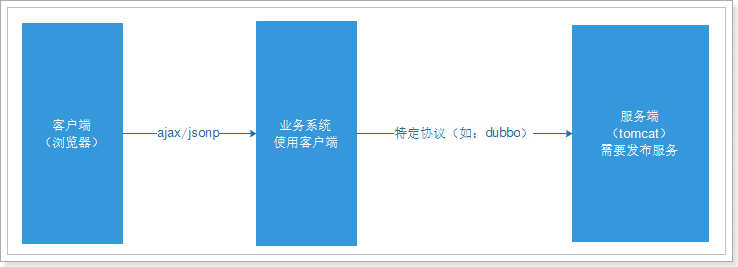 客户端
（浏览器）
ajax/jsonp
业务系统
使用客户端
特定协议（如：dubbo）
服务端
（tomcat）
需要发布服务